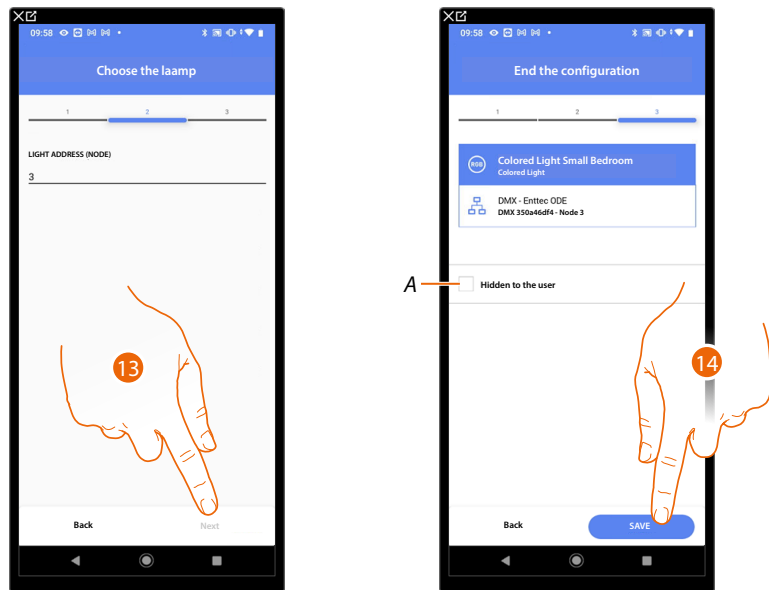 09:58
Choose the laamp
1 2 3
LIGHT ADDRESS (NODE)
3
13
Back Next
09:58
End the configuration
1 2 3
RGB
Colored Light Small Bedroom
Colored Light
DMX - Enttec ODE
DMX 350a46df4 - Node 3
A
Hidden to the user
14
Back SAVE